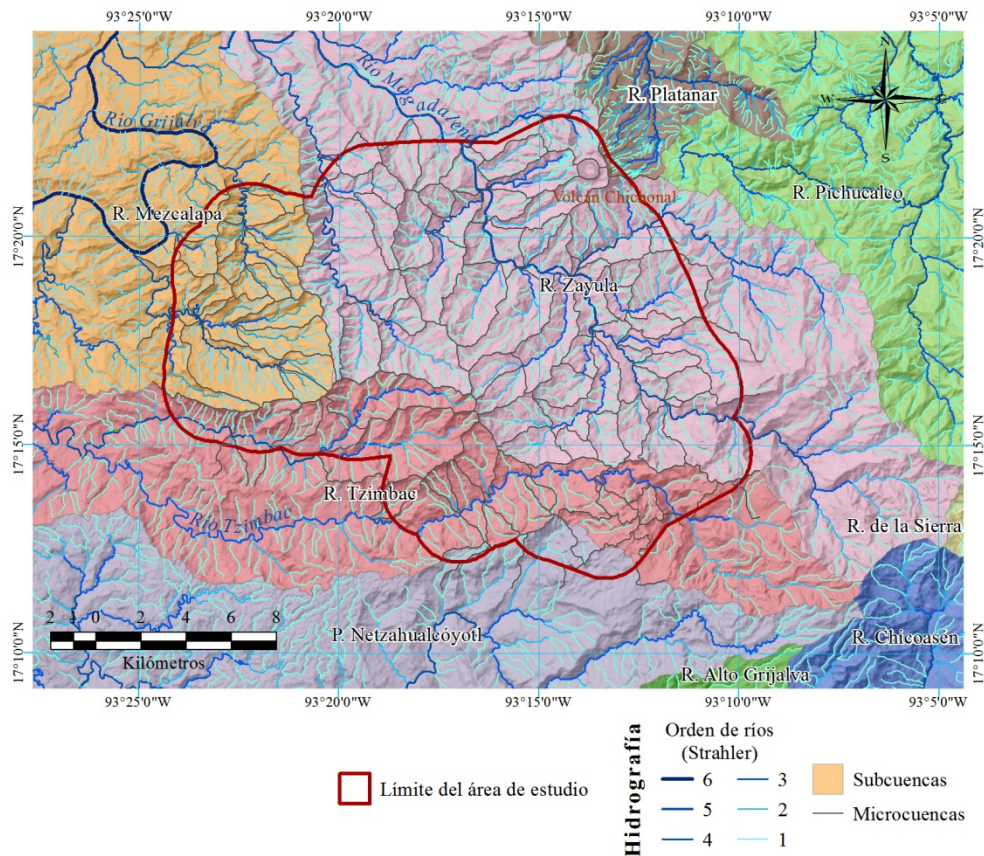 93°25'0"W 93°20'0"W 93°15'0"W 93°10'0"W 93°5'0"W
Río Magdalena
R. Platanar
N
W E
S
Río Grijalva
R. Pichucalco
Volcán Chichonal
R. Mezcalapa
17°20'0"N 17°20'0"N
R. Zayula
17°15'0"N 17°15'0"N
R. Tzimbac
Río Tzimbac
R. de la Sierra
2 1 0 2 4 6 8
Kilómetros
P. Netzahualcóyotl
R. Chicoasén
17°10'0"N 17°10'0"N
R. Alto Grijalva
93°25'0"W 93°20'0"W 93°15'0"W 93°10'0"W 93°5'0"W
Límite del área de estudio
Hidrografía
Orden de ríos
(Strahler)
6 3
5 2
4 1
Subcuencas
Microcuencas